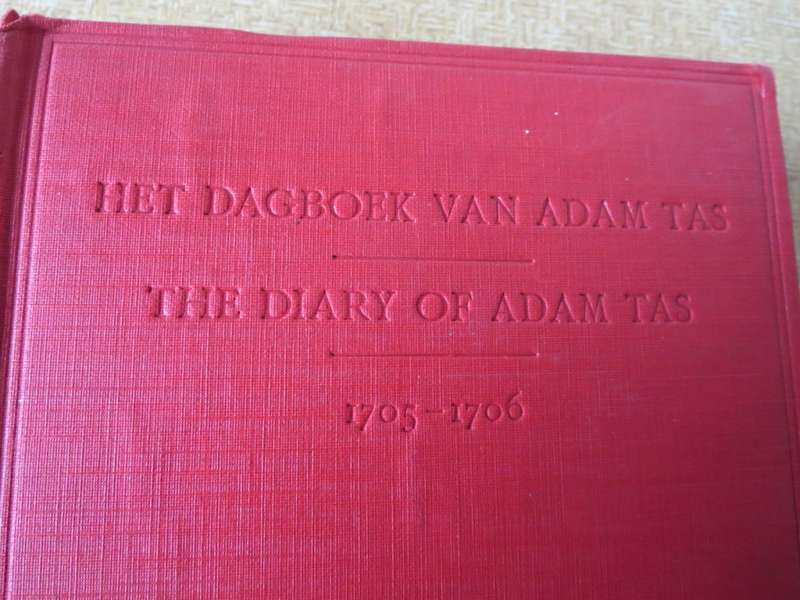 HET DAGBOEK VAN ADAM TAS
THE DIARY OF ADAM TAS
1705–1706